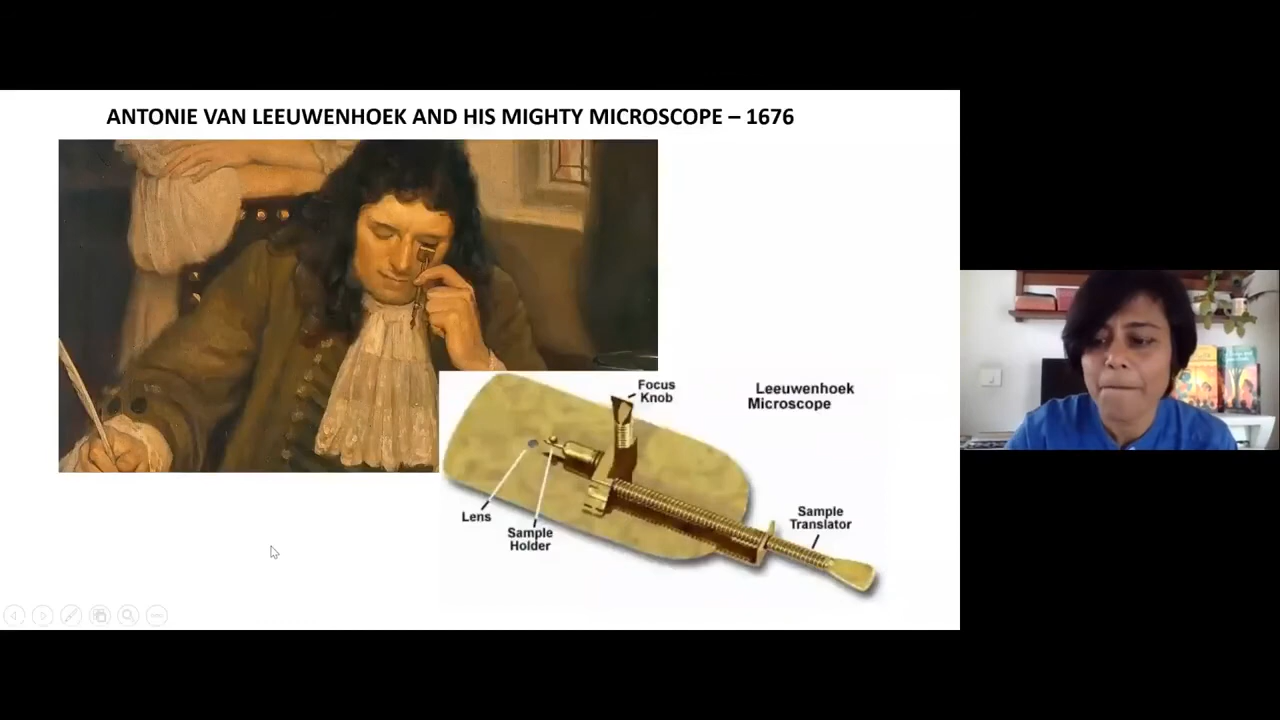 ANTONIE VAN LEEUWENHOEK AND HIS MIGHTY MICROSCOPE – 1676
Focus
Knob
Leeuwenhoek
Microscope
Lens
Sample
Holder
Sample
Translator